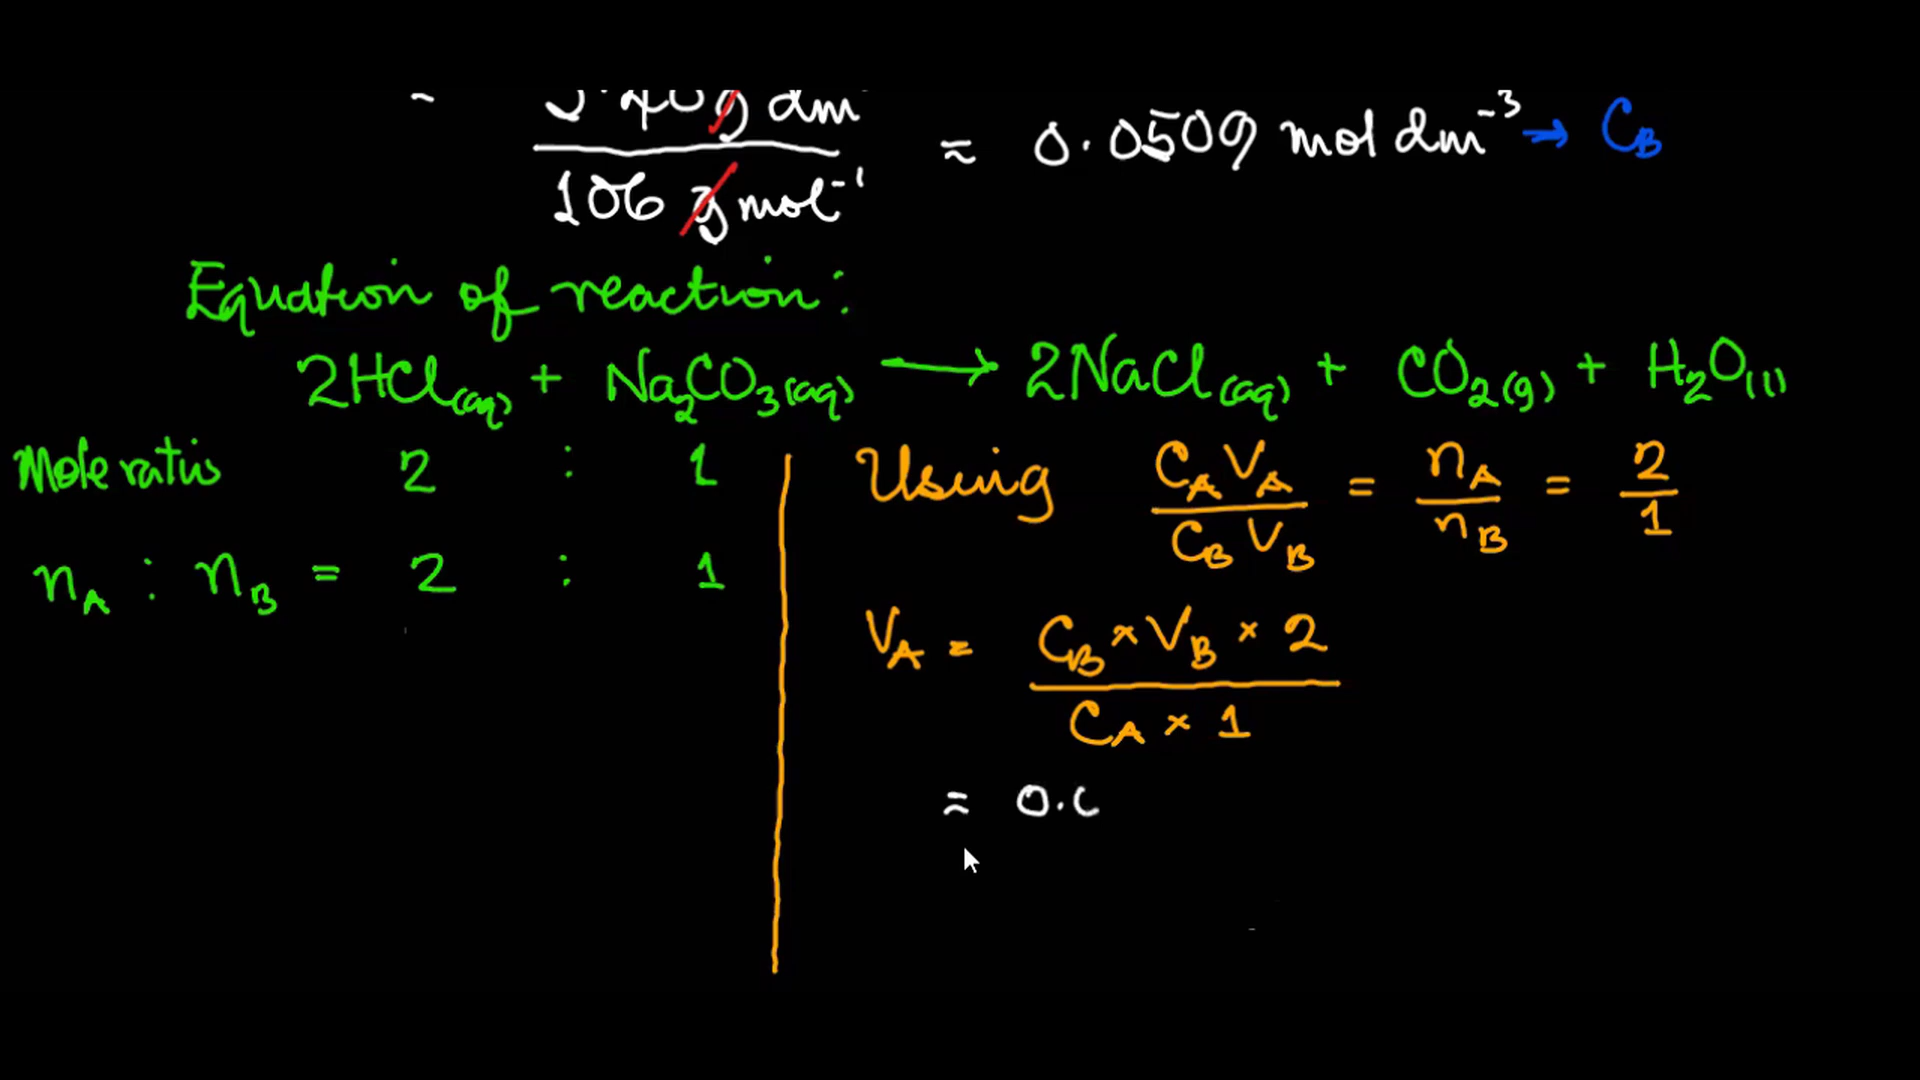 ≈ 0.0509 mol dm⁻³ → C_B
106 g mol⁻¹
Equation of reaction:
2HCl(aq) + Na₂CO₃(aq) ⟶ 2NaCl(aq) + CO₂(g) + H₂O(l)
Mole ratio 2 : 1
n_A : n_B = 2 : 1
Using C_A V_A / C_B V_B = n_A / n_B = 2/1
V_A = C_B × V_B × 2 / C_A × 1
= 0.